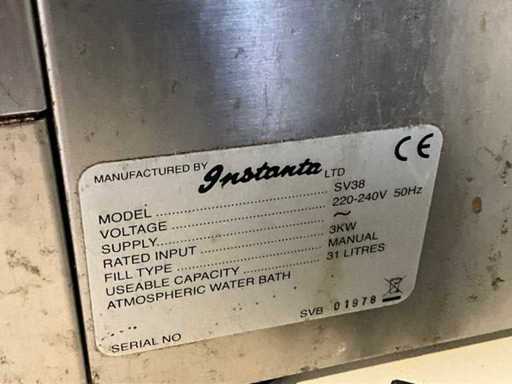 MANUFACTURED BY Instanta LTD
MODEL ........................................ SV38
VOLTAGE ........................... 220-240V 50Hz
SUPPLY ........................................ ~
RATED INPUT ................................ 3KW
FILL TYPE ............................... MANUAL
USEABLE CAPACITY .................. 31 LITRES
ATMOSPHERIC WATER BATH
SERIAL NO
SVB 01978
CE